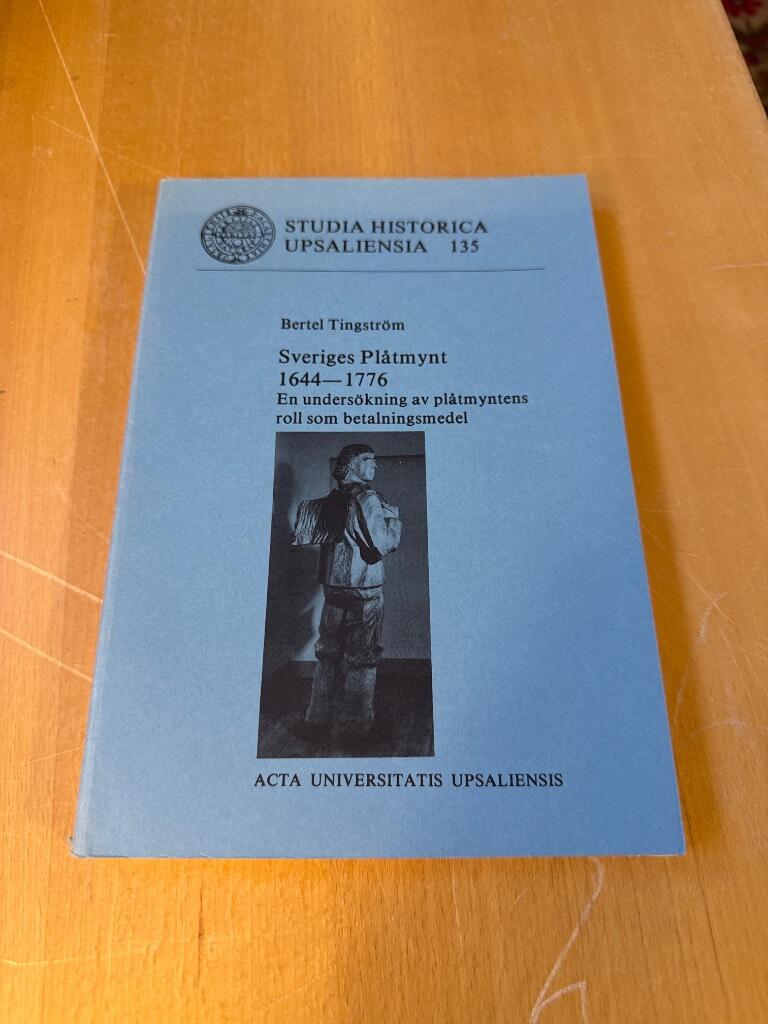 STUDIA HISTORICA
UPSALIENSIA 135
Bertel Tingström
Sveriges Plåtmynt
1644—1776
En undersökning av plåtmyntens
roll som betalningsmedel
ACTA UNIVERSITATIS UPSALIENSIS